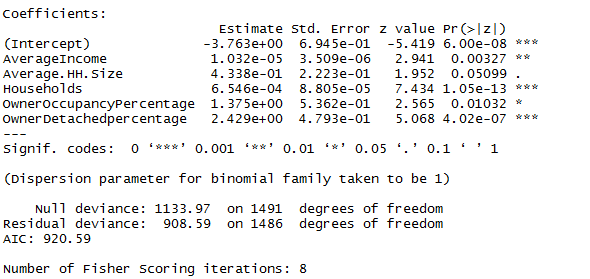 Coefficients:
                         Estimate Std. Error z value Pr(>|z|)
(Intercept)            -3.763e+00  6.945e-01  -5.419 6.00e-08 ***
AverageIncome           1.032e-05  3.509e-06   2.941  0.00327 **
Average.HH.Size         4.338e-01  2.223e-01   1.952  0.05099 .
Households              6.546e-04  8.805e-05   7.434 1.05e-13 ***
OwnerOccupancyPercentage 1.375e+00  5.362e-01   2.565  0.01032 *
OwnerDetachedpercentage 2.429e+00  4.793e-01   5.068 4.02e-07 ***
---
Signif. codes:  0 ‘***’ 0.001 ‘**’ 0.01 ‘*’ 0.05 ‘.’ 0.1 ‘ ’ 1
(Dispersion parameter for binomial family taken to be 1)
    Null deviance: 1133.97  on 1491  degrees of freedom
Residual deviance:  908.59  on 1486  degrees of freedom
AIC: 920.59
Number of Fisher Scoring iterations: 8